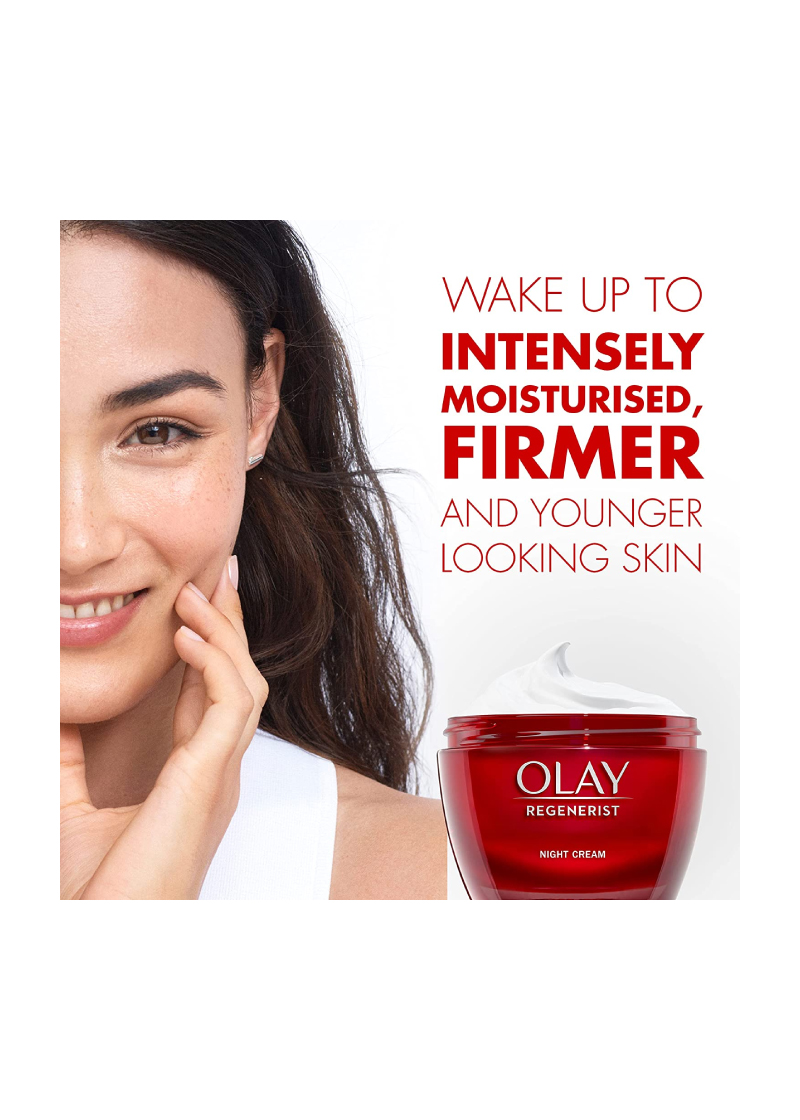 WAKE UP TO
INTENSELY
MOISTURISED,
FIRMER
AND YOUNGER
LOOKING SKIN
OLAY
REGENERIST
NIGHT CREAM